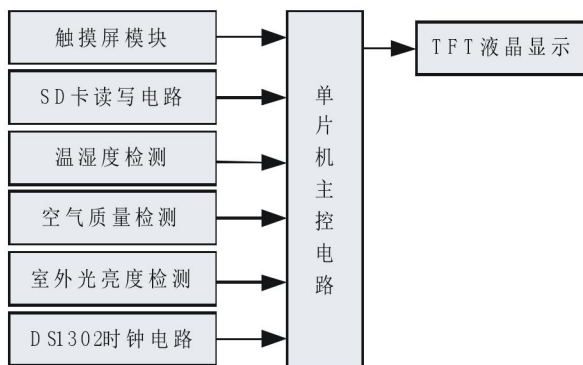 触摸屏模块
SD卡读写电路
温湿度检测
空气质量检测
室外光亮度检测
DS1302时钟电路
单片机主控电路
TFT液晶显示